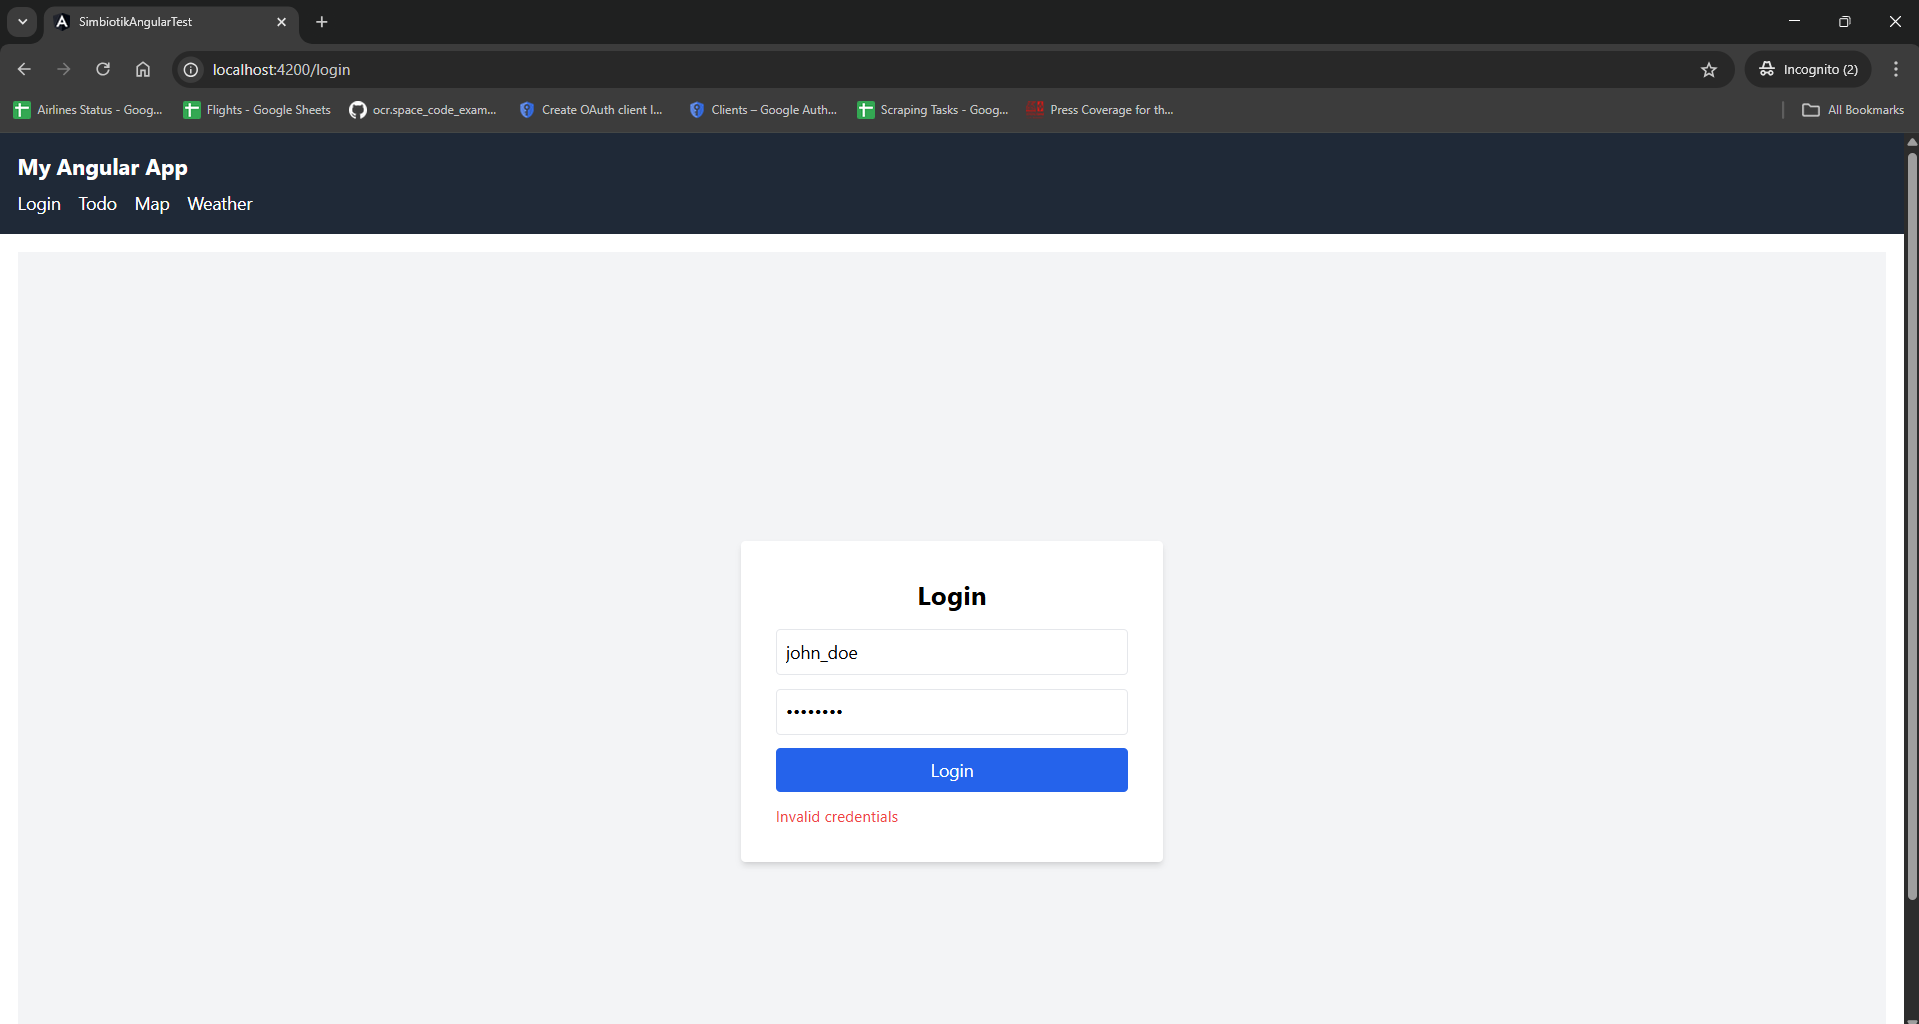 SimbiotikAngularTest
localhost:4200/login
Incognito (2)
Airlines Status - Goog... Flights - Google Sheets ocr.space_code_exam... Create OAuth client I... Clients – Google Auth... Scraping Tasks - Goog... Press Coverage for th... All Bookmarks
My Angular App
Login Todo Map Weather
Login
john_doe
••••••••
Login
Invalid credentials